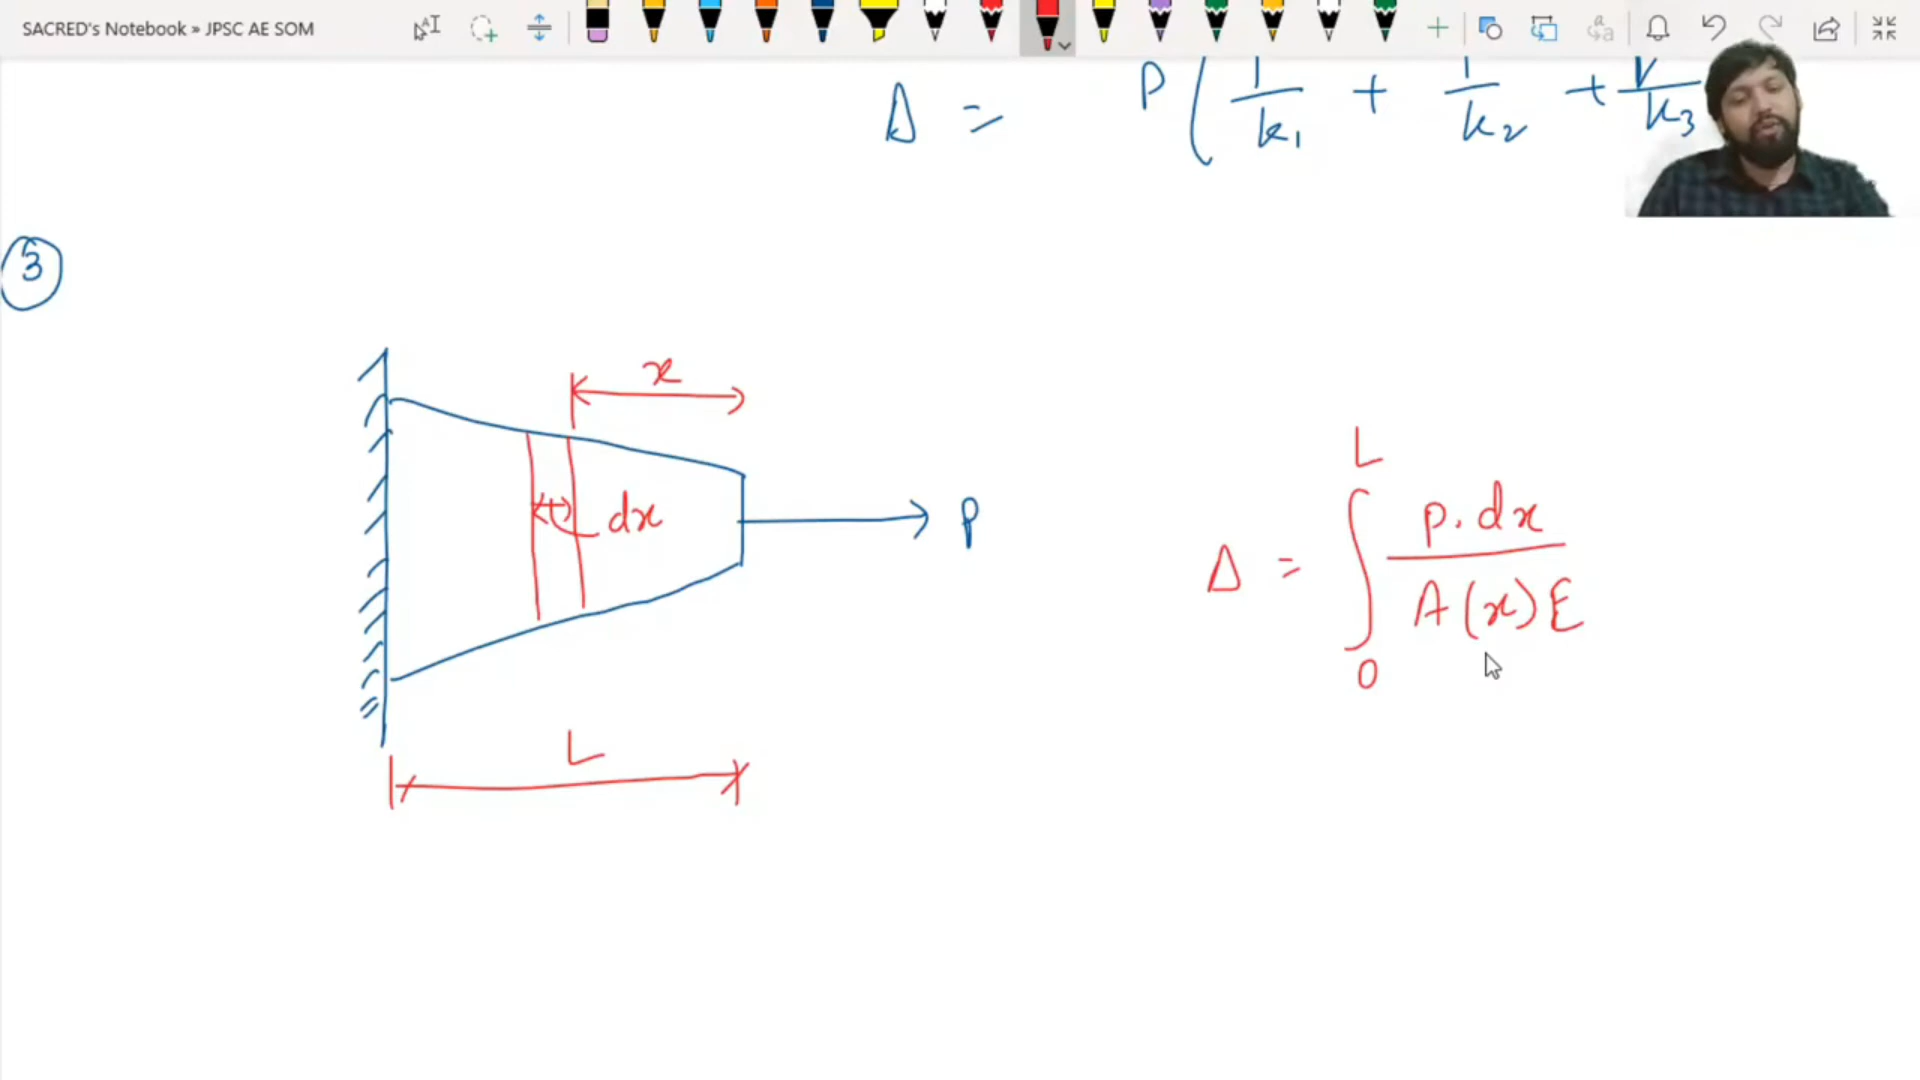 SACRED's Notebook » JPSC AE SOM
Δ = P ( 1/k₁ + 1/k₂ + 1/k₃
3
x
dx
P
L
Δ = ∫₀ᴸ P.dx / A(x)E